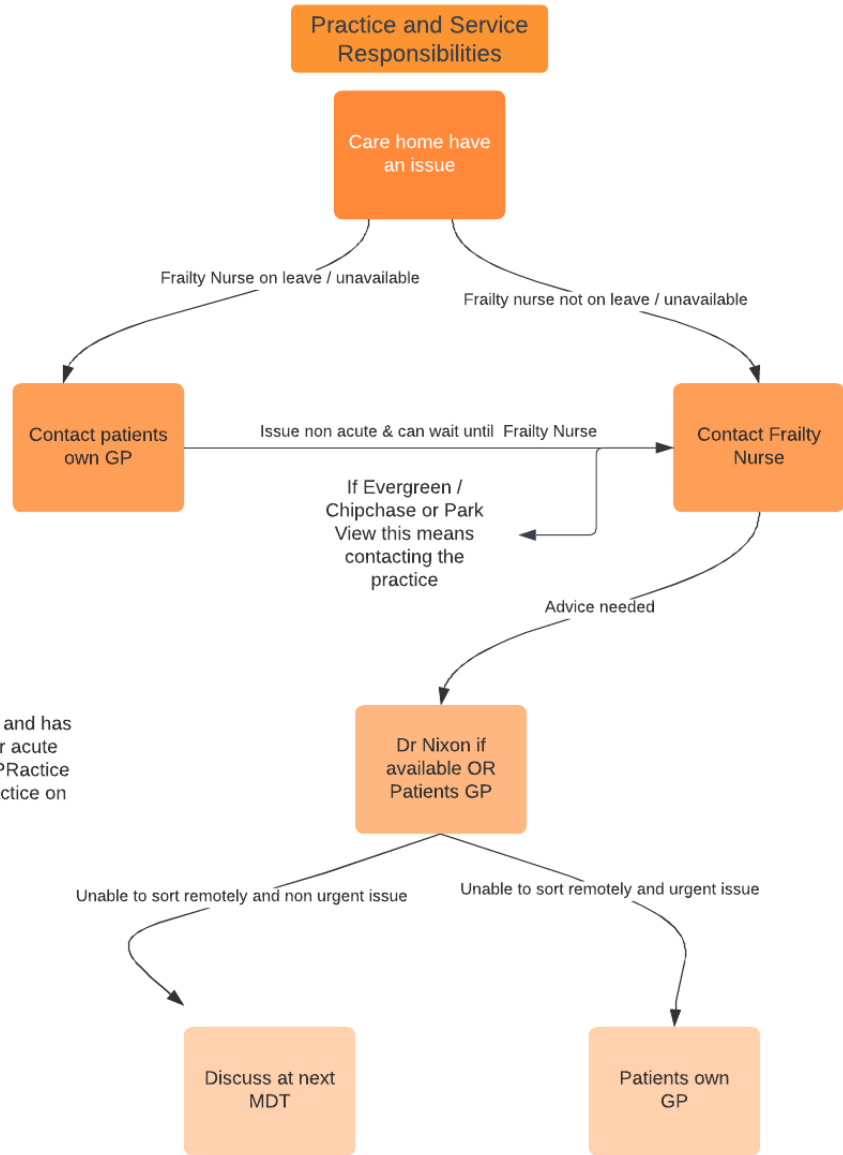 Practice and Service
Responsibilities
Care home have
an issue
Frailty Nurse on leave / unavailable
Frailty nurse not on leave / unavailable
Contact patients
own GP
Issue non acute & can wait until Frailty Nurse
Contact Frailty
Nurse
If Evergreen /
Chipchase or Park
View this means
contacting the
practice
Advice needed
and has
r acute
PRactice
ctice on
Dr Nixon if
available OR
Patients GP
Unable to sort remotely and non urgent issue
Unable to sort remotely and urgent issue
Discuss at next
MDT
Patients own
GP